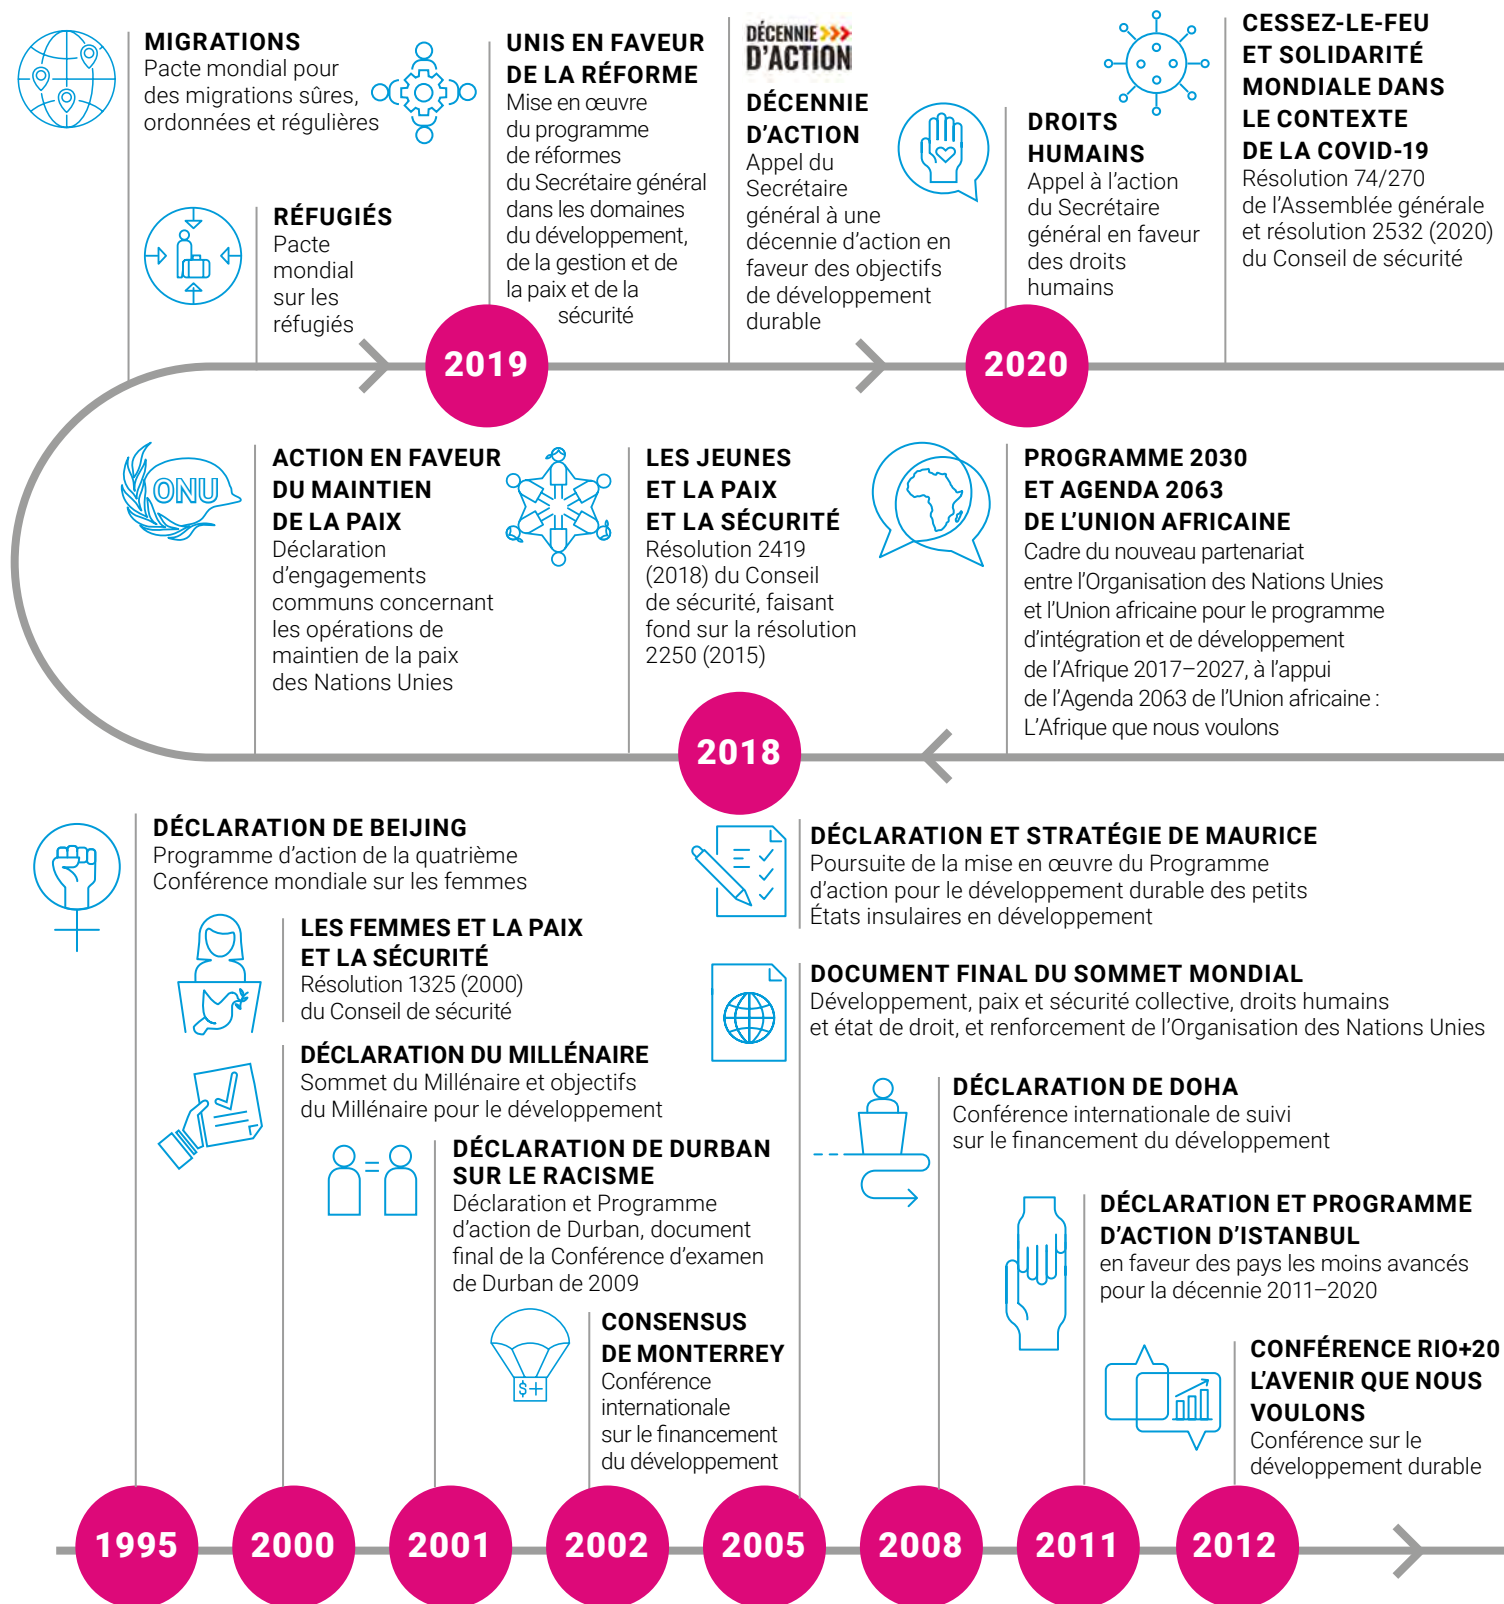 MIGRATIONS
Pacte mondial pour
des migrations sûres,
ordonnées et régulières
RÉFUGIÉS
Pacte
mondial
sur les
réfugiés
UNIS EN FAVEUR
DE LA RÉFORME
Mise en œuvre
du programme
de réformes
du Secrétaire général
dans les domaines
du développement,
de la gestion et de
la paix et de la
sécurité
DÉCENNIE >>>
D'ACTION
DÉCENNIE
D'ACTION
Appel du
Secrétaire
général à une
décennie d'action en
faveur des objectifs
de développement
durable
DROITS
HUMAINS
Appel à l'action
du Secrétaire
général en faveur
des droits
humains
CESSEZ-LE-FEU
ET SOLIDARITÉ
MONDIALE DANS
LE CONTEXTE
DE LA COVID-19
Résolution 74/270
de l'Assemblée générale
et résolution 2532 (2020)
du Conseil de sécurité
2019
2020
ONU
ACTION EN FAVEUR
DU MAINTIEN
DE LA PAIX
Déclaration
d'engagements
communs concernant
les opérations de
maintien de la paix
des Nations Unies
LES JEUNES
ET LA PAIX
ET LA SÉCURITÉ
Résolution 2419
(2018) du Conseil
de sécurité, faisant
fond sur la résolution
2250 (2015)
PROGRAMME 2030
ET AGENDA 2063
DE L'UNION AFRICAINE
Cadre du nouveau partenariat
entre l'Organisation des Nations Unies
et l'Union africaine pour le programme
d'intégration et de développement
de l'Afrique 2017–2027, à l'appui
de l'Agenda 2063 de l'Union africaine :
L'Afrique que nous voulons
2018
DÉCLARATION DE BEIJING
Programme d'action de la quatrième
Conférence mondiale sur les femmes
LES FEMMES ET LA PAIX
ET LA SÉCURITÉ
Résolution 1325 (2000)
du Conseil de sécurité
DÉCLARATION DU MILLÉNAIRE
Sommet du Millénaire et objectifs
du Millénaire pour le développement
DÉCLARATION DE DURBAN
SUR LE RACISME
Déclaration et Programme
d'action de Durban, document
final de la Conférence d'examen
de Durban de 2009
$+
CONSENSUS
DE MONTERREY
Conférence
internationale
sur le financement
du développement
DÉCLARATION ET STRATÉGIE DE MAURICE
Poursuite de la mise en œuvre du Programme
d'action pour le développement durable des petits
États insulaires en développement
DOCUMENT FINAL DU SOMMET MONDIAL
Développement, paix et sécurité collective, droits humains
et état de droit, et renforcement de l'Organisation des Nations Unies
DÉCLARATION DE DOHA
Conférence internationale de suivi
sur le financement du développement
DÉCLARATION ET PROGRAMME
D'ACTION D'ISTANBUL
en faveur des pays les moins avancés
pour la décennie 2011–2020
CONFÉRENCE RIO+20
L'AVENIR QUE NOUS
VOULONS
Conférence sur le
développement durable
1995
2000
2001
2002
2005
2008
2011
2012